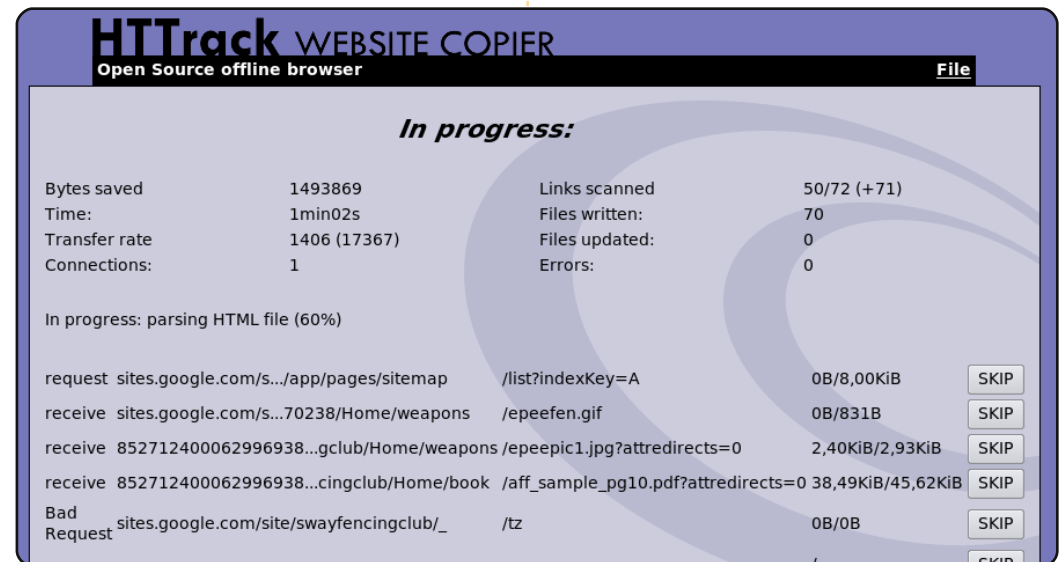 HTTrack WEBSITE COPIER
Open Source offline browser File
In progress:
Bytes saved 1493869 Links scanned 50/72 (+71)
Time: 1min02s Files written: 70
Transfer rate 1406 (17367) Files updated: 0
Connections: 1 Errors: 0
In progress: parsing HTML file (60%)
request sites.google.com/s.../app/pages/sitemap /list?indexKey=A 0B/8,00KiB SKIP
receive sites.google.com/s...70238/Home/weapons /epeefen.gif 0B/831B SKIP
receive 852712400062996938...gclub/Home/weapons /epeepic1.jpg?attredirects=0 2,40KiB/2,93KiB SKIP
receive 852712400062996938...cingclub/Home/book /aff_sample_pg10.pdf?attredirects=0 38,49KiB/45,62KiB SKIP
Bad
Request sites.google.com/site/swayfencingclub/_ /tz 0B/0B SKIP
/ SKIP